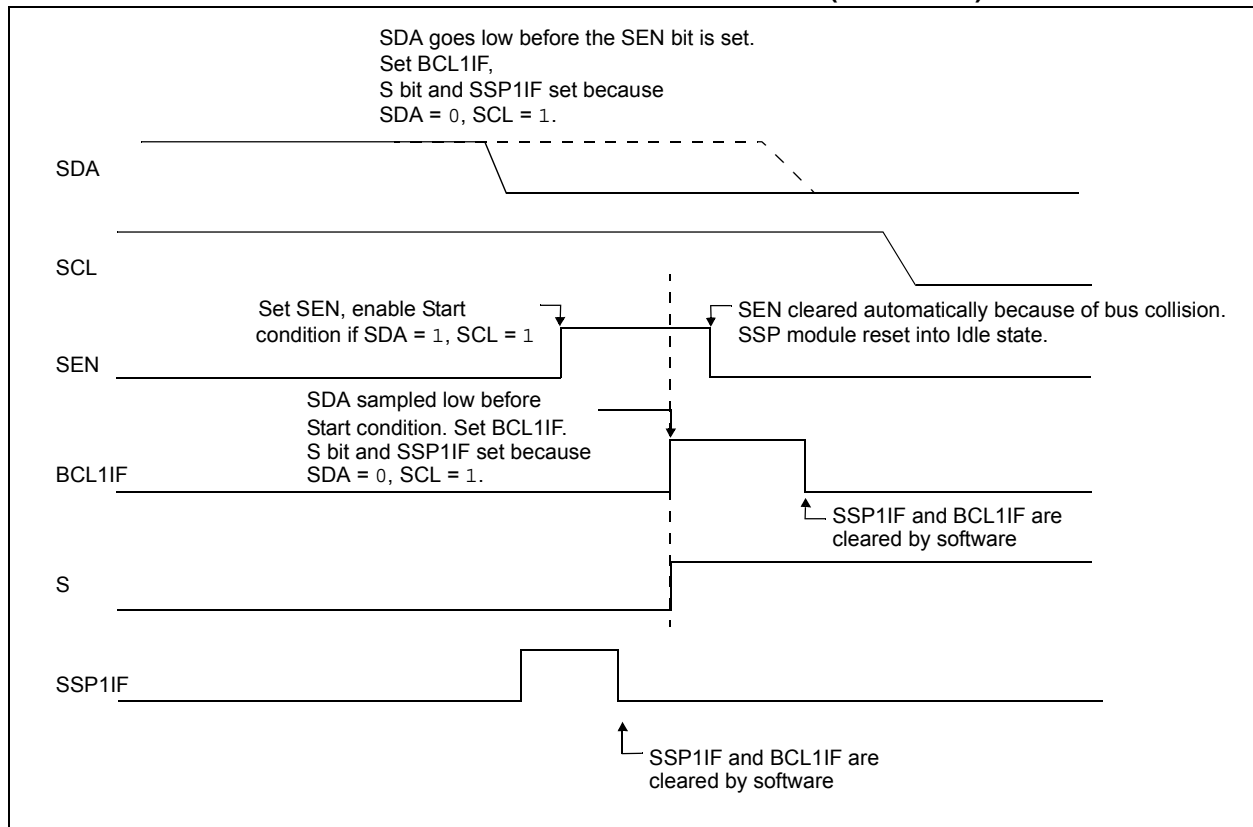 SDA goes low before the SEN bit is set.
Set BCL1IF,
S bit and SSP1IF set because
SDA = 0, SCL = 1.
SDA
SCL
Set SEN, enable Start
condition if SDA = 1, SCL = 1
SEN cleared automatically because of bus collision.
SSP module reset into Idle state.
SEN
SDA sampled low before
Start condition. Set BCL1IF.
S bit and SSP1IF set because
SDA = 0, SCL = 1.
BCL1IF
SSP1IF and BCL1IF are
cleared by software
S
SSP1IF
SSP1IF and BCL1IF are
cleared by software